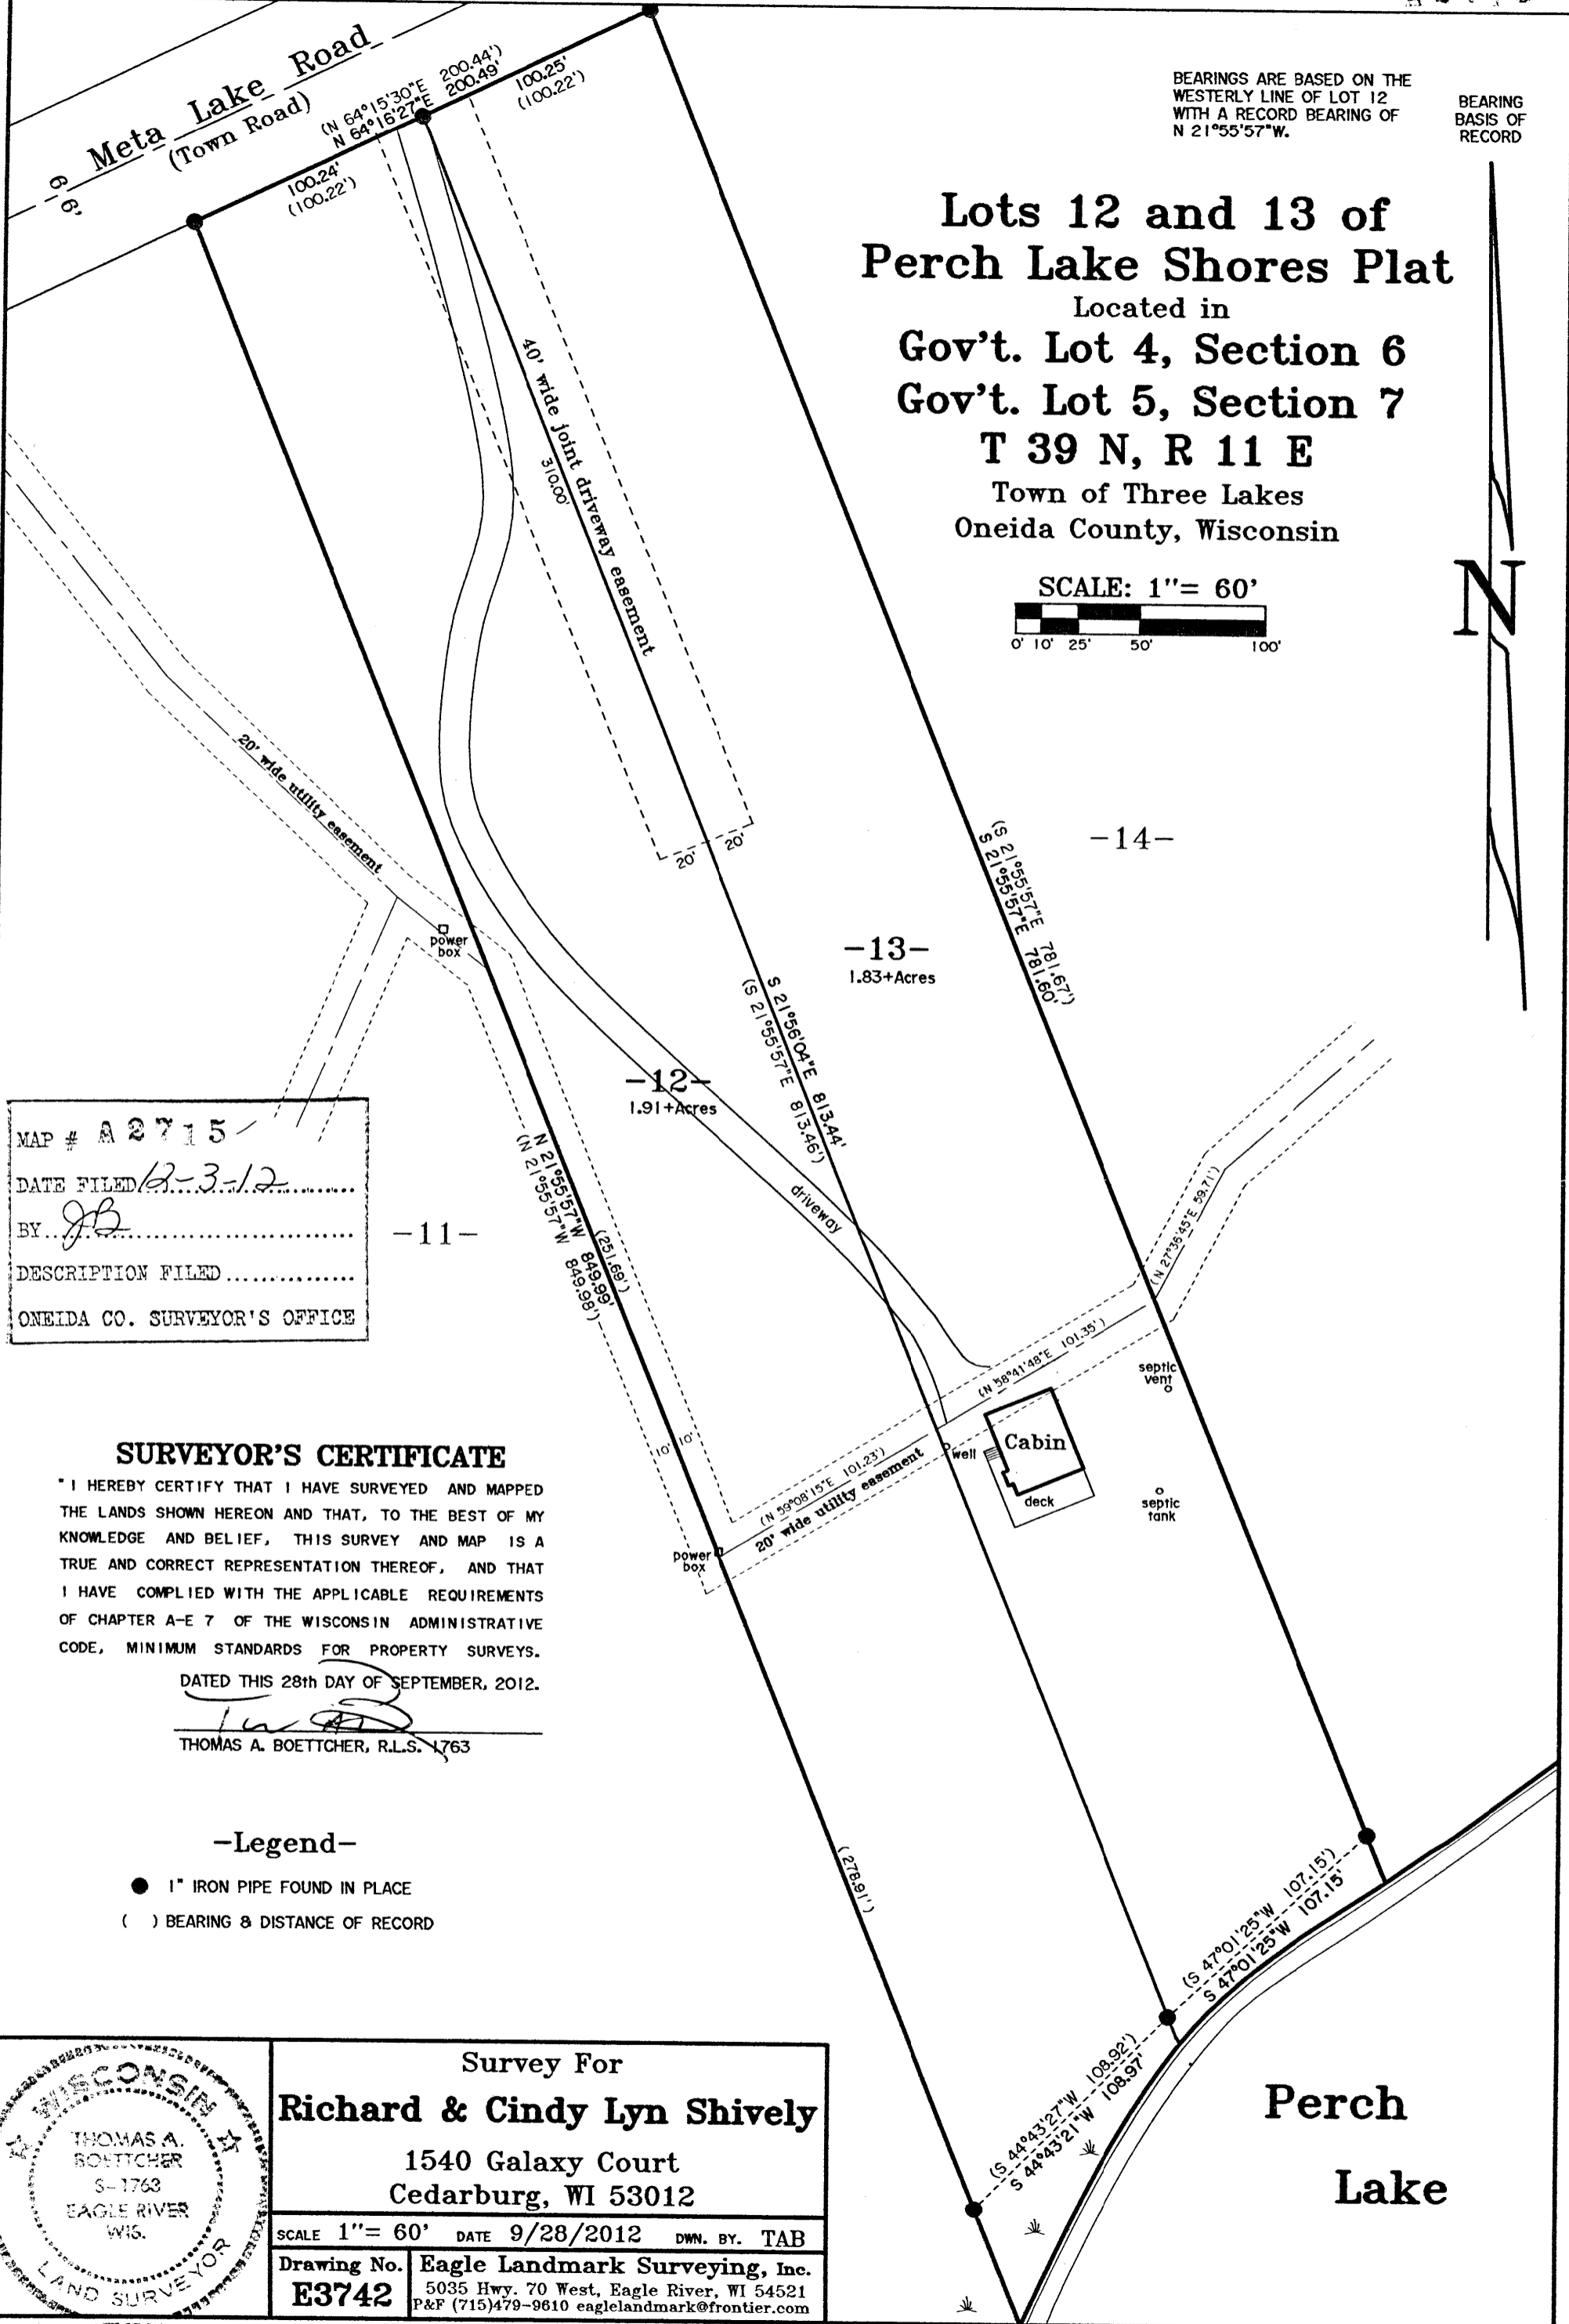 Meta Lake Road
(Town Road)
66'
(N 64°15'30"E 200.44')
N 64°16'27"E 200.49'
100.25'
(100.22')
100.24'
(100.22')
BEARINGS ARE BASED ON THE
WESTERLY LINE OF LOT 12
WITH A RECORD BEARING OF
N 21°55'57"W.
BEARING
BASIS OF
RECORD
N
Lots 12 and 13 of
Perch Lake Shores Plat
Located in
Gov't. Lot 4, Section 6
Gov't. Lot 5, Section 7
T 39 N, R 11 E
Town of Three Lakes
Oneida County, Wisconsin
SCALE: 1"= 60'
0' 10' 25' 50' 100'
40' wide joint driveway easement
310.00'
20' wide utility easement
20' 20'
power
box
-14-
(S 21°55'57"E 781.67')
S 21°55'57"E 781.60'
-13-
1.83+Acres
S 21°56'04"E 813.44'
(S 21°55'57"E 813.46')
-12-
1.91+Acres
driveway
(251.69')
N 21°55'57"W 849.99'
(N 21°55'57"W 849.98')
-11-
MAP # A2715
DATE FILED 12-3-12
BY JB
DESCRIPTION FILED
ONEIDA CO. SURVEYOR'S OFFICE
(N 27°36'45"E 59.71')
(N 58°41'48"E 101.35')
septic
vent
Cabin
well
deck
septic
tank
10' 10'
(N 59°08'15"E 101.23')
20' wide utility easement
power
box
SURVEYOR'S CERTIFICATE
"I HEREBY CERTIFY THAT I HAVE SURVEYED AND MAPPED
THE LANDS SHOWN HEREON AND THAT, TO THE BEST OF MY
KNOWLEDGE AND BELIEF, THIS SURVEY AND MAP IS A
TRUE AND CORRECT REPRESENTATION THEREOF, AND THAT
I HAVE COMPLIED WITH THE APPLICABLE REQUIREMENTS
OF CHAPTER A-E 7 OF THE WISCONSIN ADMINISTRATIVE
CODE, MINIMUM STANDARDS FOR PROPERTY SURVEYS.
DATED THIS 28th DAY OF SEPTEMBER, 2012.
THOMAS A. BOETTCHER, R.L.S. 1763
(278.91')
-Legend-
1" IRON PIPE FOUND IN PLACE
( ) BEARING & DISTANCE OF RECORD
(S 47°01'25"W 107.15')
S 47°01'25"W 107.15'
(S 44°43'27"W 108.92')
S 44°43'21"W 108.97'
Perch
Lake
WISCONSIN
THOMAS A.
BOETTCHER
S-1763
EAGLE RIVER
WIS.
LAND SURVEYOR
Survey For
Richard & Cindy Lyn Shively
1540 Galaxy Court
Cedarburg, WI 53012
SCALE 1"= 60' DATE 9/28/2012 DWN. BY. TAB
Drawing No.
E3742
Eagle Landmark Surveying, Inc.
5035 Hwy. 70 West, Eagle River, WI 54521
P&F (715)479-9610 eaglelandmark@frontier.com